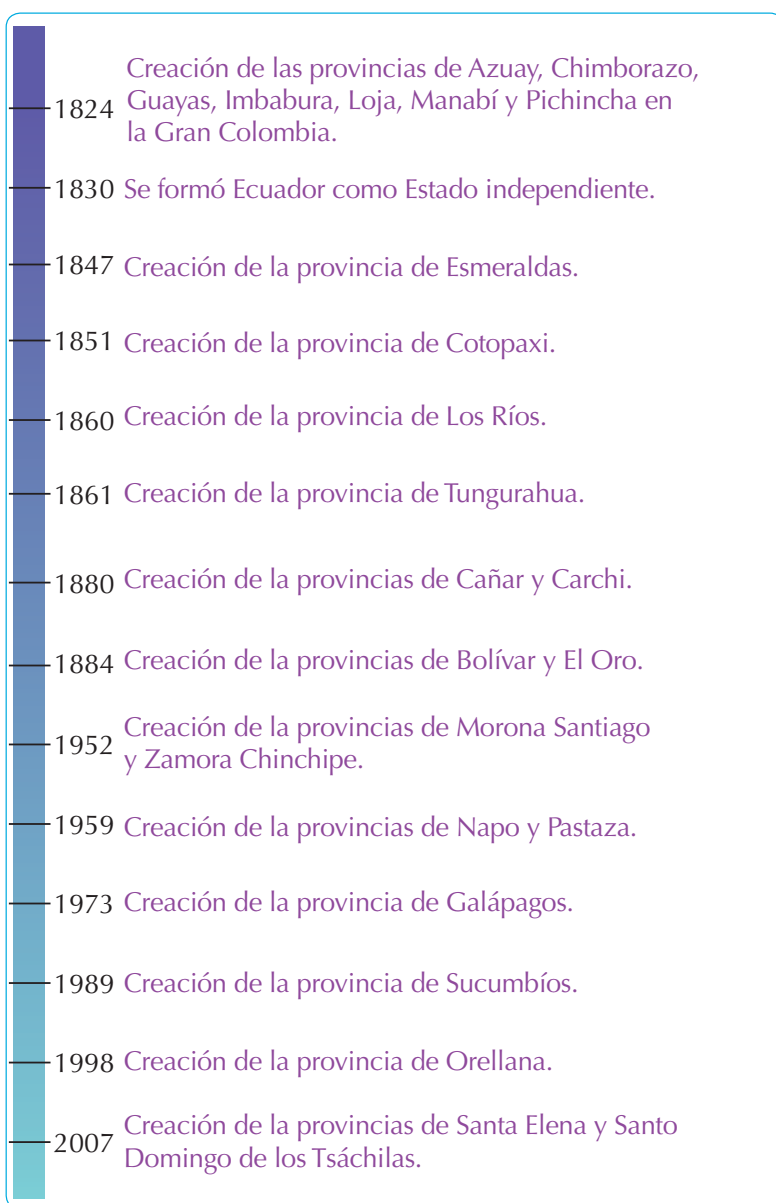 1824
Creación de las provincias de Azuay, Chimborazo,
Guayas, Imbabura, Loja, Manabí y Pichincha en
la Gran Colombia.
1830 Se formó Ecuador como Estado independiente.
1847 Creación de la provincia de Esmeraldas.
1851 Creación de la provincia de Cotopaxi.
1860 Creación de la provincia de Los Ríos.
1861 Creación de la provincia de Tungurahua.
1880 Creación de la provincias de Cañar y Carchi.
1884 Creación de la provincias de Bolívar y El Oro.
1952
Creación de la provincias de Morona Santiago
y Zamora Chinchipe.
1959 Creación de la provincias de Napo y Pastaza.
1973 Creación de la provincia de Galápagos.
1989 Creación de la provincia de Sucumbíos.
1998 Creación de la provincia de Orellana.
2007
Creación de la provincias de Santa Elena y Santo
Domingo de los Tsáchilas.